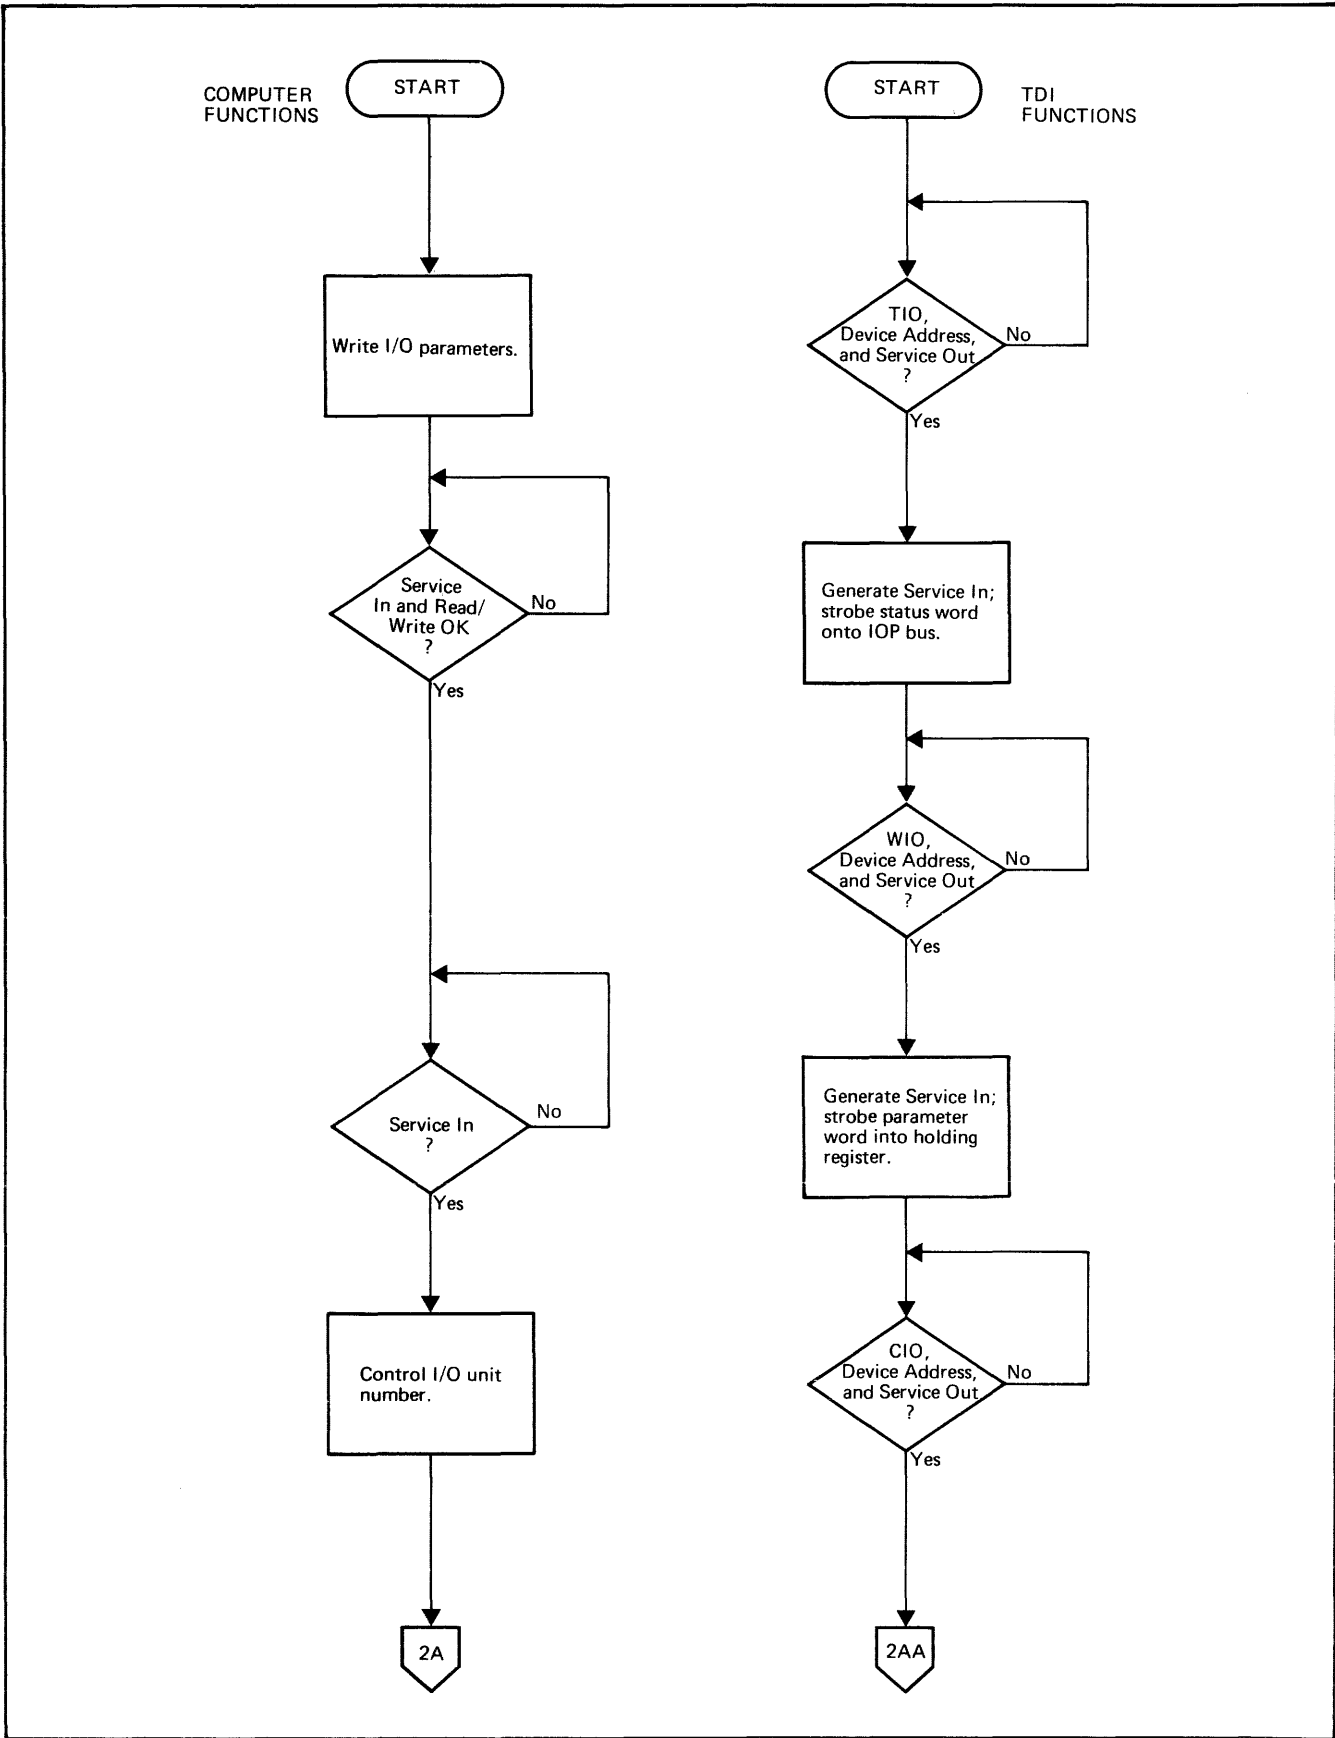 COMPUTER
FUNCTIONS
START
Write I/O parameters.
Service
In and Read/
Write OK
?
No
Yes
Service In
?
No
Yes
Control I/O unit
number.
2A
START
TDI
FUNCTIONS
TIO,
Device Address,
and Service Out
?
No
Yes
Generate Service In;
strobe status word
onto IOP bus.
WIO,
Device Address,
and Service Out
?
No
Yes
Generate Service In;
strobe parameter
word into holding
register.
CIO,
Device Address,
and Service Out
?
No
Yes
2AA